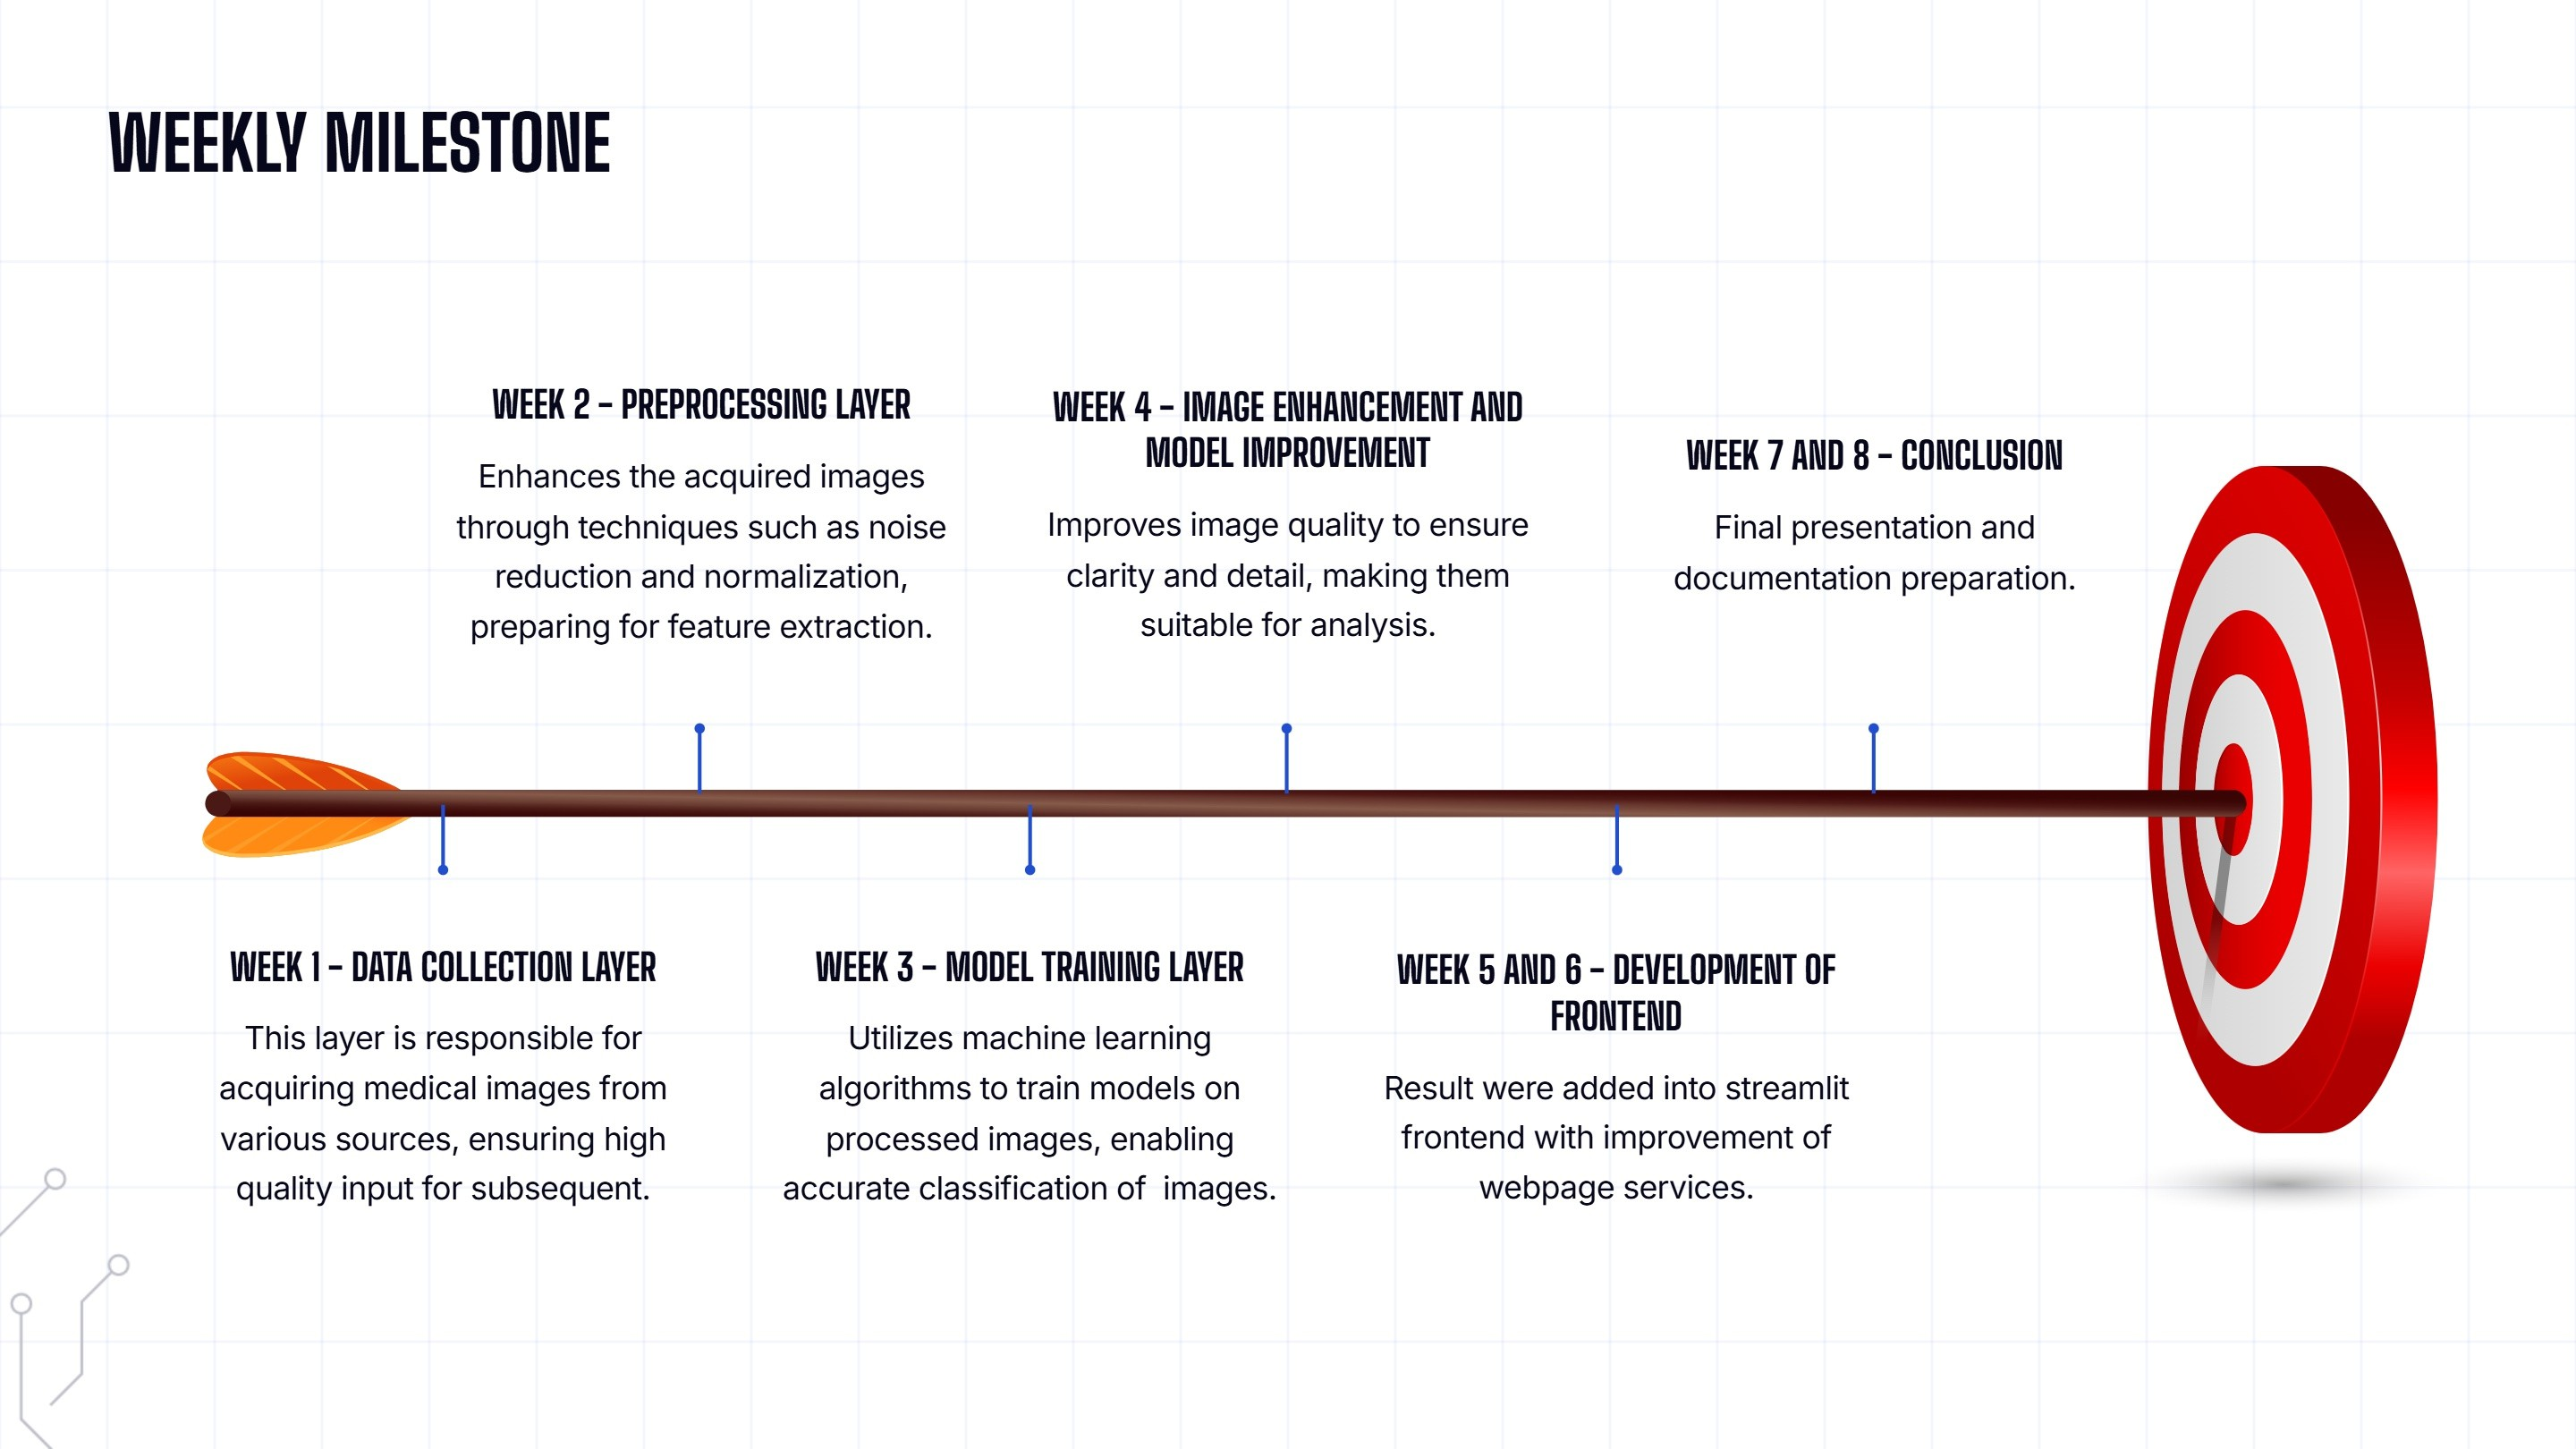 WEEKLY MILESTONE
WEEK 2 – PREPROCESSING LAYER
Enhances the acquired images
through techniques such as noise
reduction and normalization,
preparing for feature extraction.
WEEK 4 – IMAGE ENHANCEMENT AND
MODEL IMPROVEMENT
Improves image quality to ensure
clarity and detail, making them
suitable for analysis.
WEEK 7 AND 8 – CONCLUSION
Final presentation and
documentation preparation.
WEEK 1 – DATA COLLECTION LAYER
This layer is responsible for
acquiring medical images from
various sources, ensuring high
quality input for subsequent.
WEEK 3 – MODEL TRAINING LAYER
Utilizes machine learning
algorithms to train models on
processed images, enabling
accurate classification of  images.
WEEK 5 AND 6 – DEVELOPMENT OF
FRONTEND
Result were added into streamlit
frontend with improvement of
webpage services.